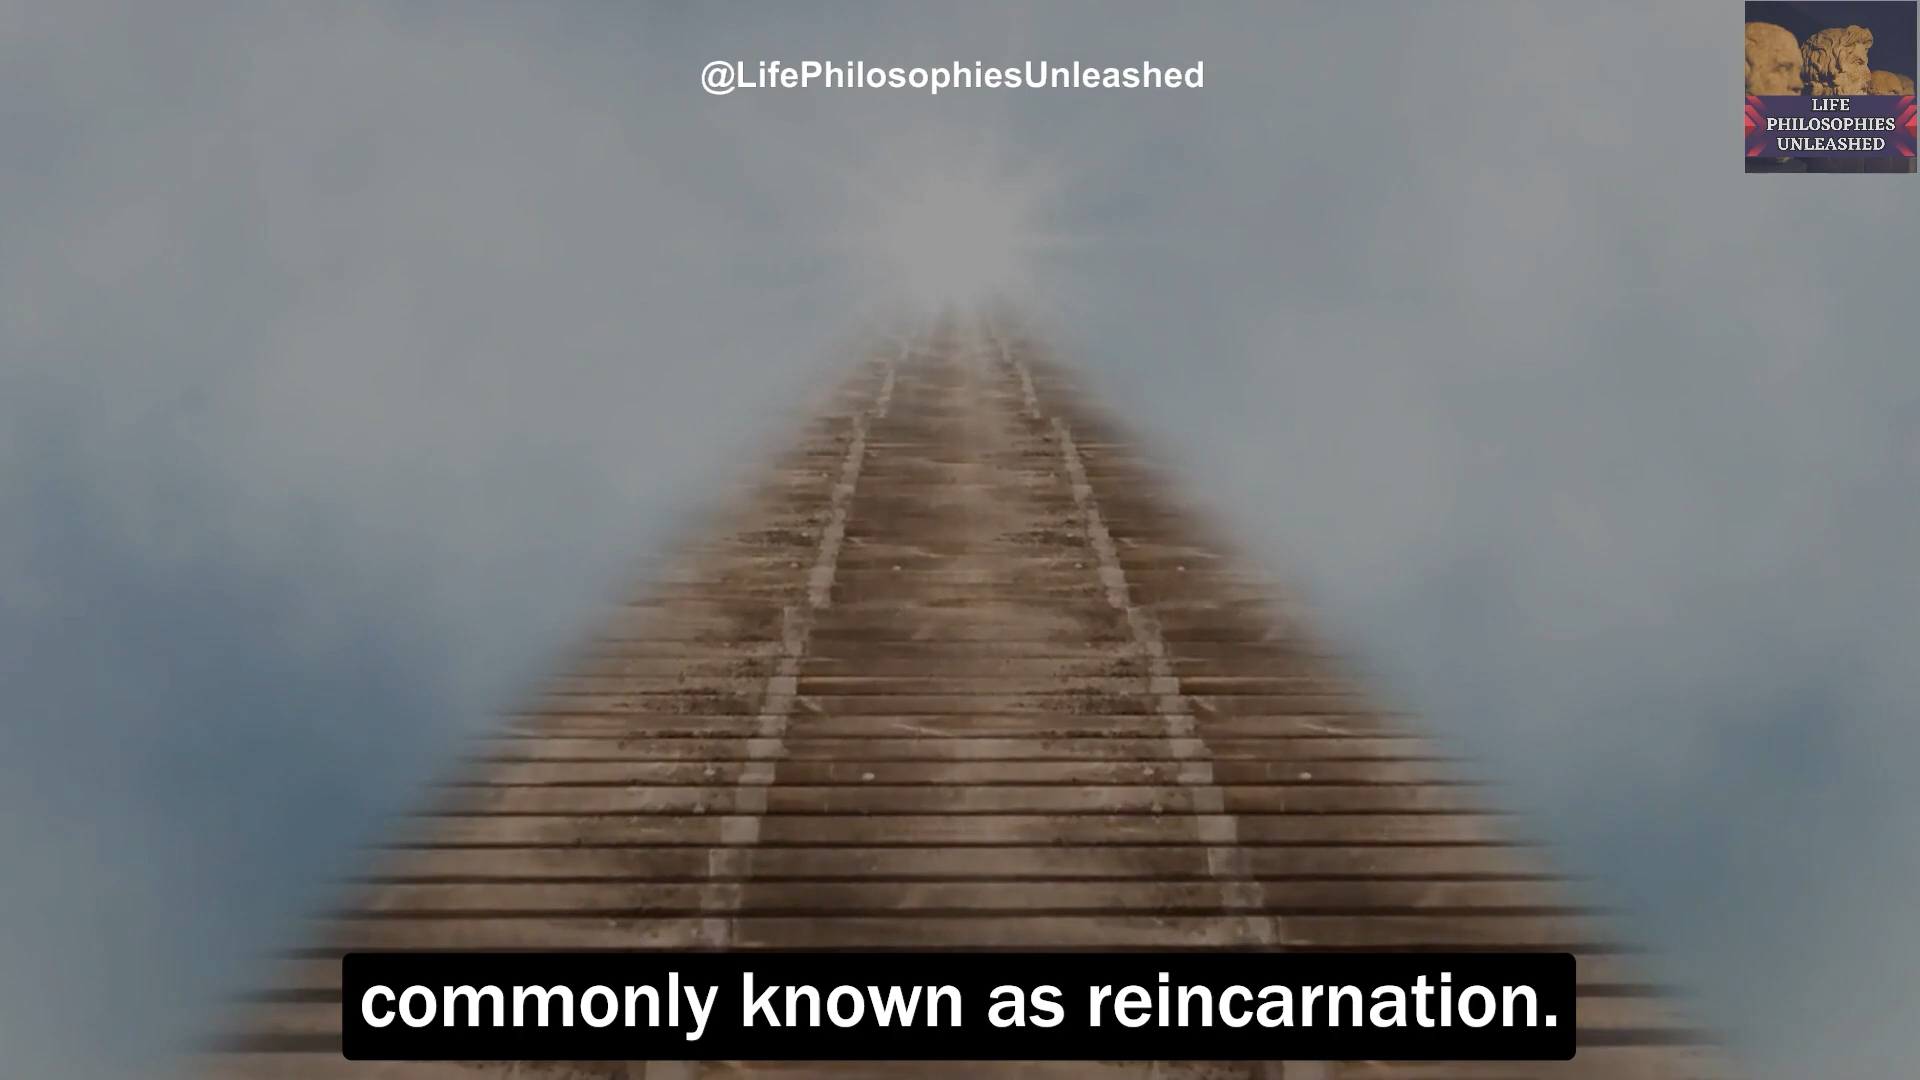 @LifePhilosophiesUnleashed
LIFE
PHILOSOPHIES
UNLEASHED
commonly known as reincarnation.